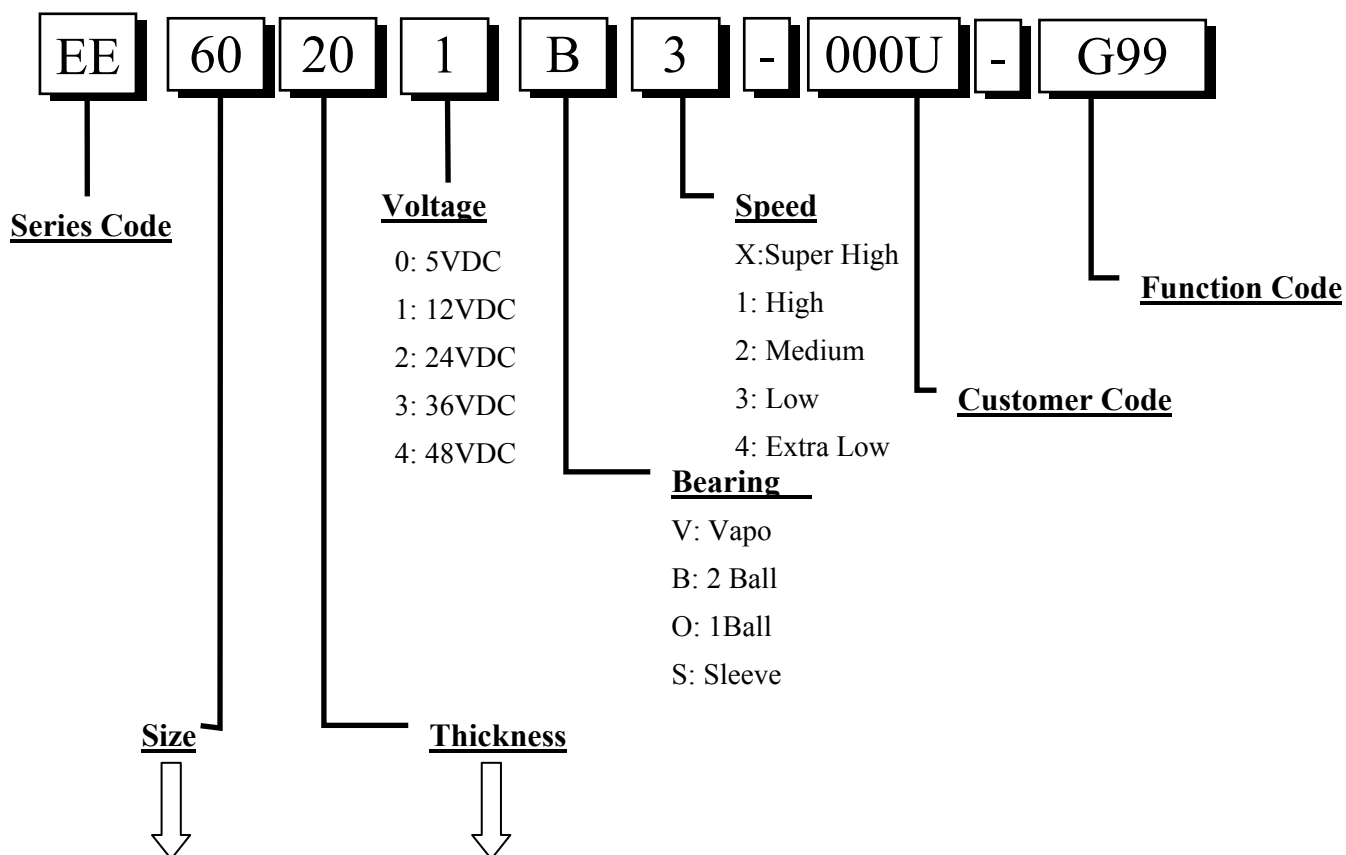 EE 60 20 1 B 3 - 000U - G99
Series Code
Voltage
0: 5VDC
1: 12VDC
2: 24VDC
3: 36VDC
4: 48VDC
Speed
X:Super High
1: High
2: Medium
3: Low
4: Extra Low
Function Code
Customer Code
Bearing
V: Vapo
B: 2 Ball
O: 1Ball
S: Sleeve
Size
Thickness